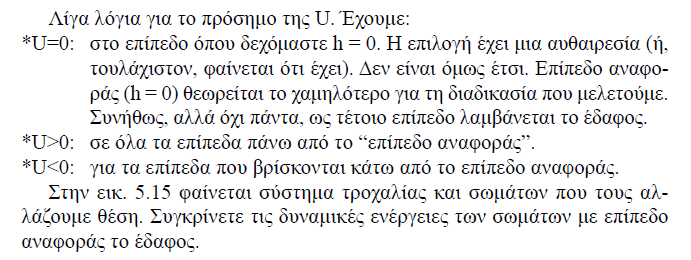 Λίγα λόγια για το πρόσημο της U. Έχουμε:
*U=0: στο επίπεδο όπου δεχόμαστε h = 0. Η επιλογή έχει μια αυθαιρεσία (ή,
τουλάχιστον, φαίνεται ότι έχει). Δεν είναι όμως έτσι. Επίπεδο αναφο-
ράς (h = 0) θεωρείται το χαμηλότερο για τη διαδικασία που μελετούμε.
Συνήθως, αλλά όχι πάντα, ως τέτοιο επίπεδο λαμβάνεται το έδαφος.
*U>0: σε όλα τα επίπεδα πάνω από το “επίπεδο αναφοράς”.
*U<0: για τα επίπεδα που βρίσκονται κάτω από το επίπεδο αναφοράς.
Στην εικ. 5.15 φαίνεται σύστημα τροχαλίας και σωμάτων που τους αλ-
λάζουμε θέση. Συγκρίνετε τις δυναμικές ενέργειες των σωμάτων με επίπεδο
αναφοράς το έδαφος.